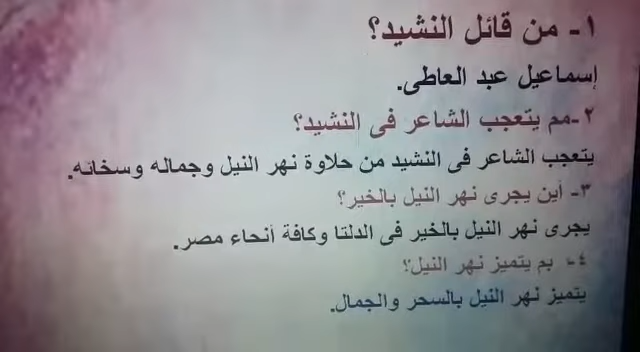 ١- من قائل النشيد؟
إسماعيل عبد العاطى.
٢-مم يتعجب الشاعر فى النشيد؟
يتعجب الشاعر فى النشيد من حلاوة نهر النيل وجماله وسخائه.
٣- أين يجرى نهر النيل بالخير؟
يجرى نهر النيل بالخير فى الدلتا وكافة أنحاء مصر.
٤- بم يتميز نهر النيل؟
يتميز نهر النيل بالسحر والجمال.